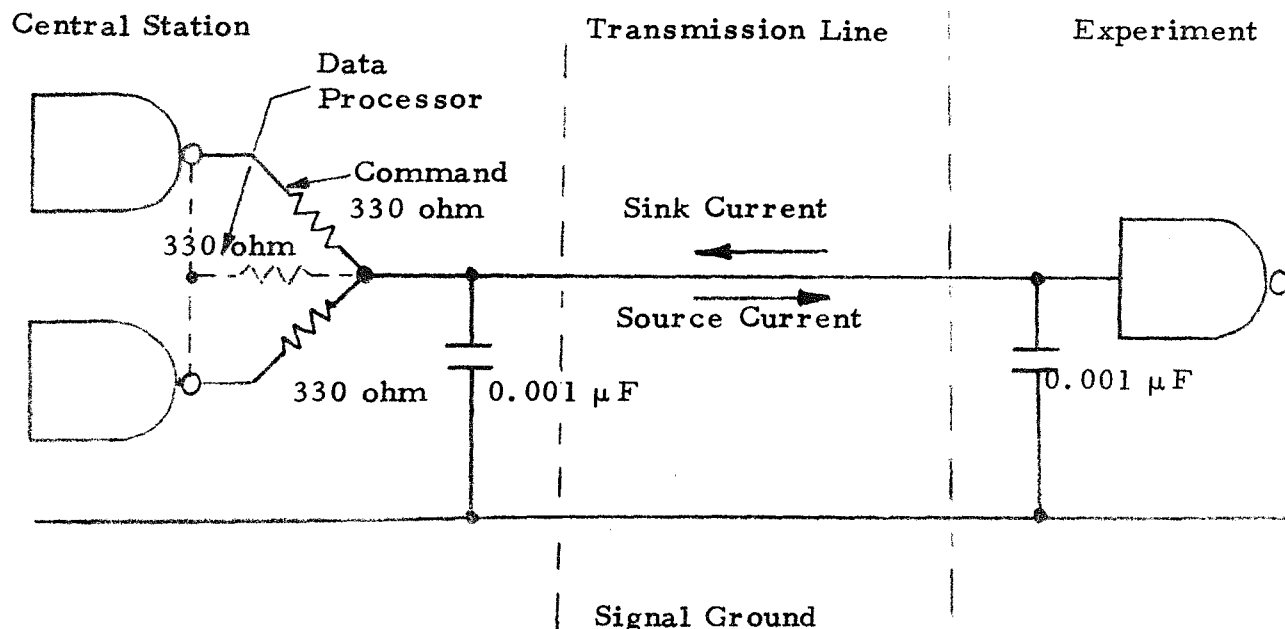 Central Station
Transmission Line
Experiment
Data
Processor
Command
330 ohm
330 ohm
Sink Current
Source Current
330 ohm
0.001 μF
0.001 μF
Signal Ground